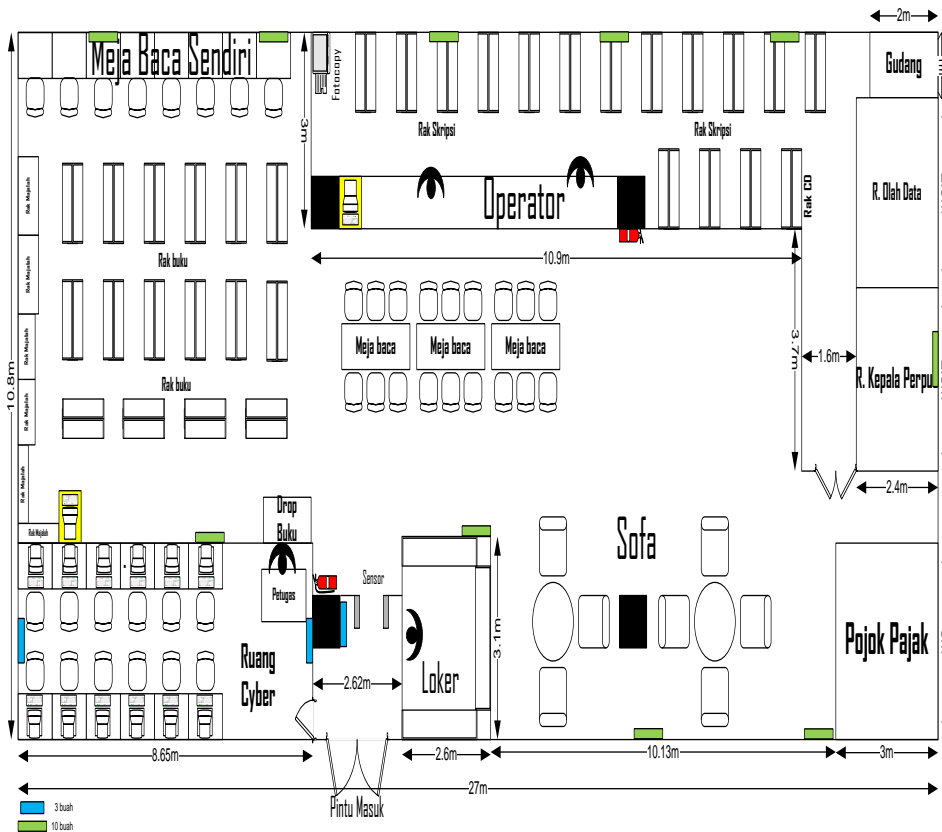 2m
Meja Baca Sendiri
Gudang
Fotocopy
Rak Skripsi
Rak Skripsi
3m
Operator
Rak CD
R. Olah Data
Rak Majalah
Rak Majalah
Rak Majalah
Rak Majalah
Rak Majalah
Rak Majalah
Rak buku
10.9m
Meja baca
Meja baca
Meja baca
3.7m
1.6m
R. Kepala Perpu
Rak buku
10.8m
2.4m
Drop
Buku
Sofa
Petugas
Sensor
Ruang
Cyber
2.62m
Loker
3.1m
Pojok Pajak
8.65m
2.6m
10.13m
3m
27m
Pintu Masuk
3 buah
10 buah